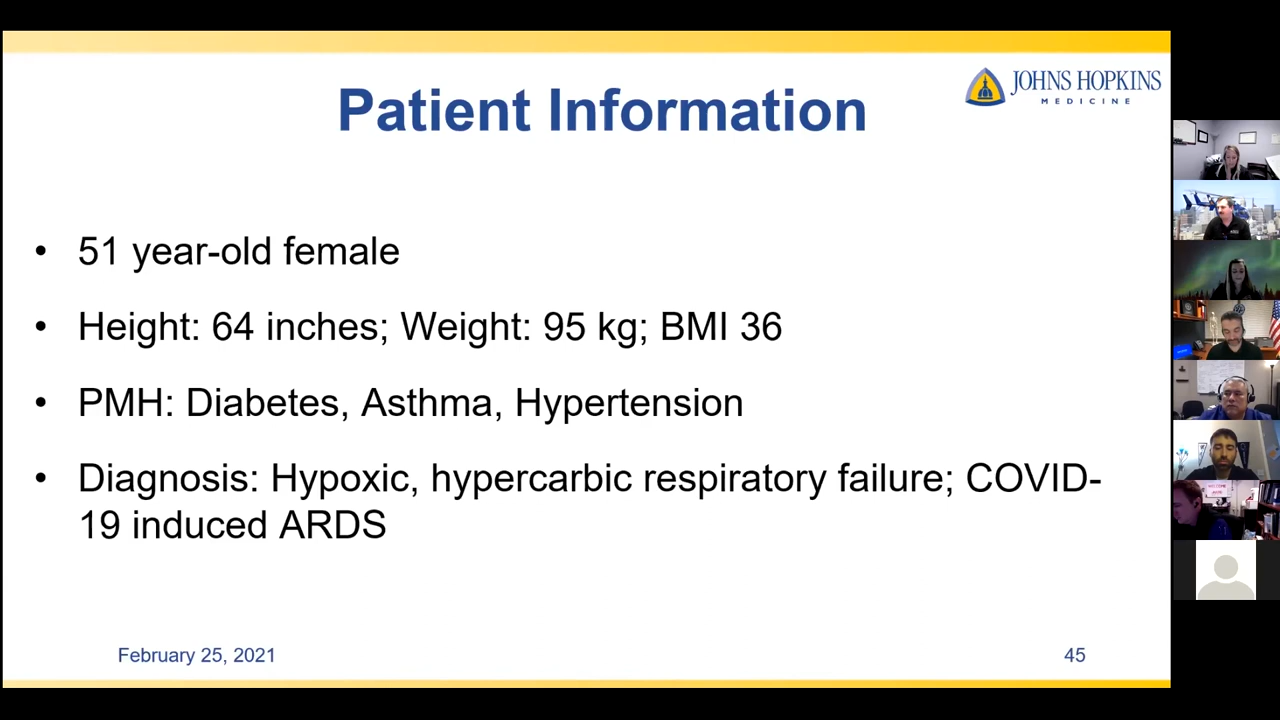 JOHNS HOPKINS
MEDICINE
Patient Information
• 51 year-old female
• Height: 64 inches; Weight: 95 kg; BMI 36
• PMH: Diabetes, Asthma, Hypertension
• Diagnosis: Hypoxic, hypercarbic respiratory failure; COVID-
19 induced ARDS
February 25, 2021
45